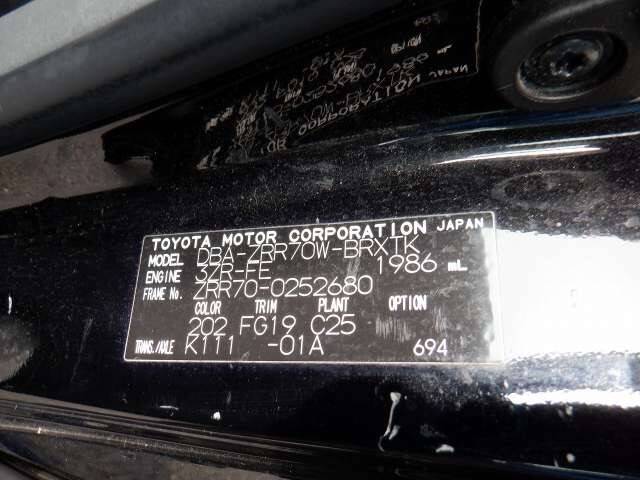 TOYOTA MOTOR CORPORATION JAPAN
MODEL DBA-ZRR70W-BRXTK
ENGINE 3ZR-FE 1986 mL
FRAME No. ZRR70-0252680
COLOR TRIM PLANT OPTION
202 FG19 C25
TRANS./AXLE K111 -01A 694